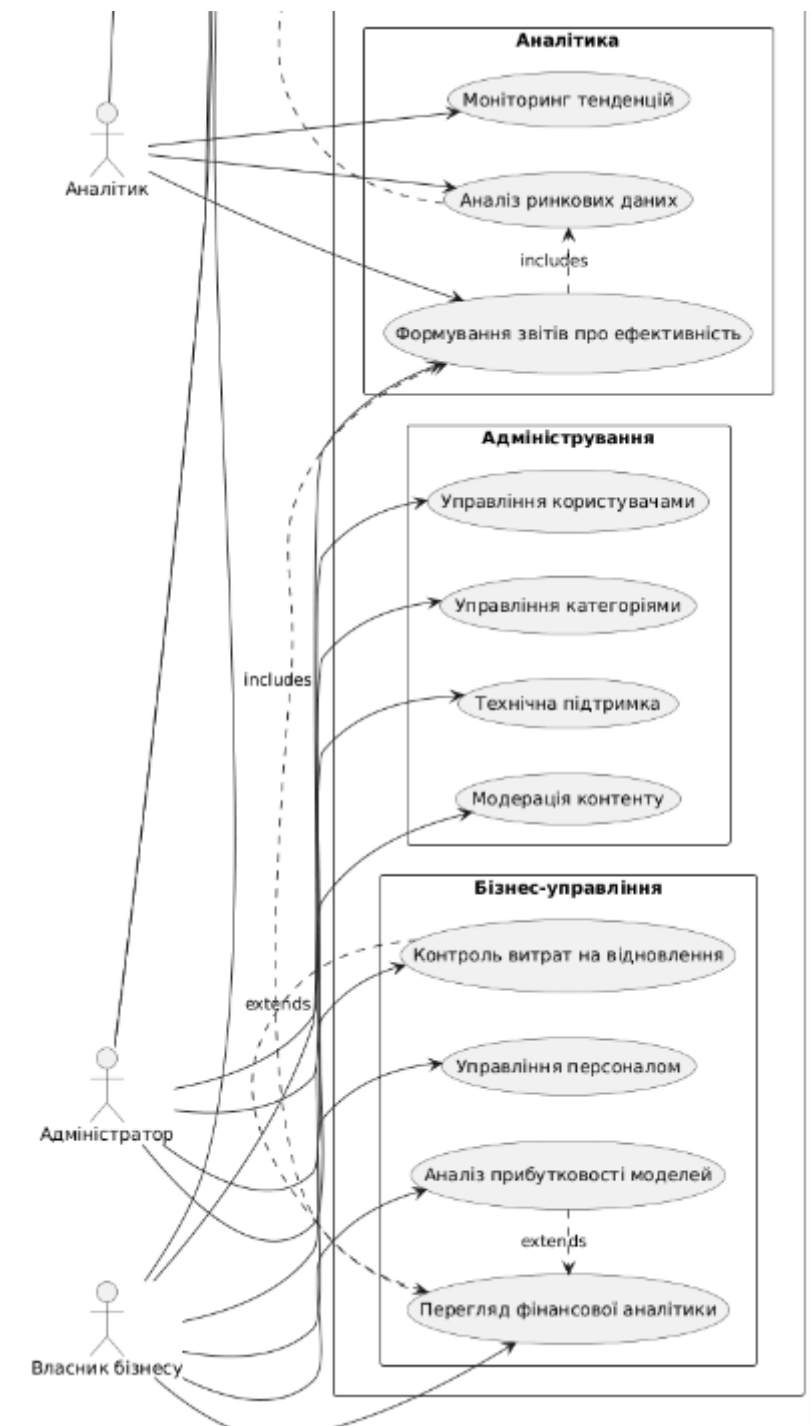 Аналітика
Моніторинг тенденцій
Аналітик
Аналіз ринкових даних
includes
Формування звітів про ефективність
Адміністрування
Управління користувачами
Управління категоріями
includes
Технічна підтримка
Модерація контенту
Бізнес-управління
Контроль витрат на відновлення
extends
Управління персоналом
Адміністратор
Аналіз прибутковості моделей
extends
Перегляд фінансової аналітики
Власник бізнесу